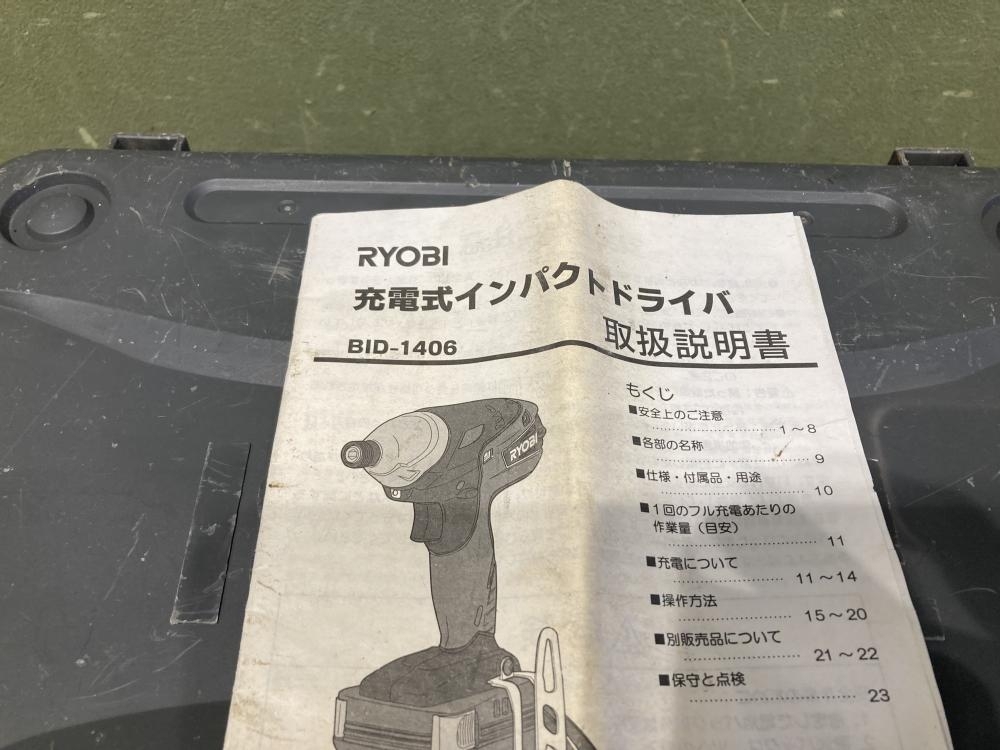 RYOBI
充電式インパクトドライバ
BID-1406
取扱説明書
もくじ
■安全上のご注意
……………………… 1～8
■各部の名称
……………………… 9
■仕様・付属品・用途
……………………… 10
■1回のフル充電あたりの
作業量（目安）
……………………… 11
■充電について
……………………… 11～14
■操作方法
……………………… 15～20
■別販売品について
……………………… 21～22
■保守と点検
……………………… 23
RYOBI